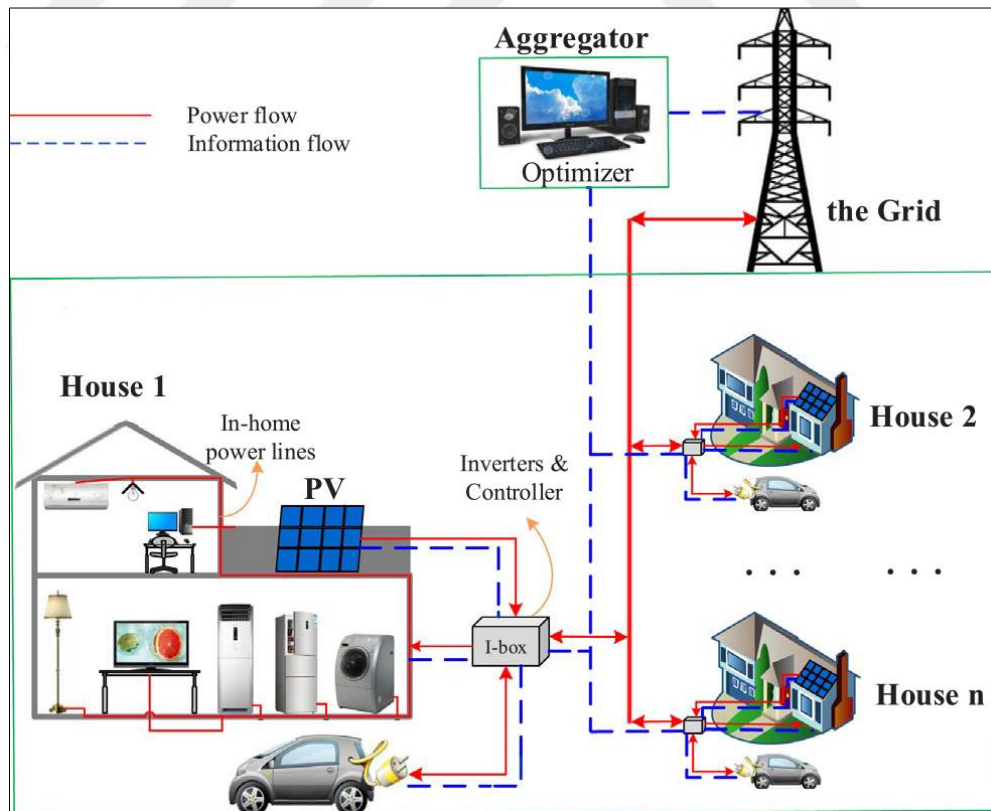 Aggregator
Power flow
Information flow
Optimizer
the Grid
House 1
In-home
power lines
PV
Inverters &
Controller
I-box
House 2
. . . . . .
House n